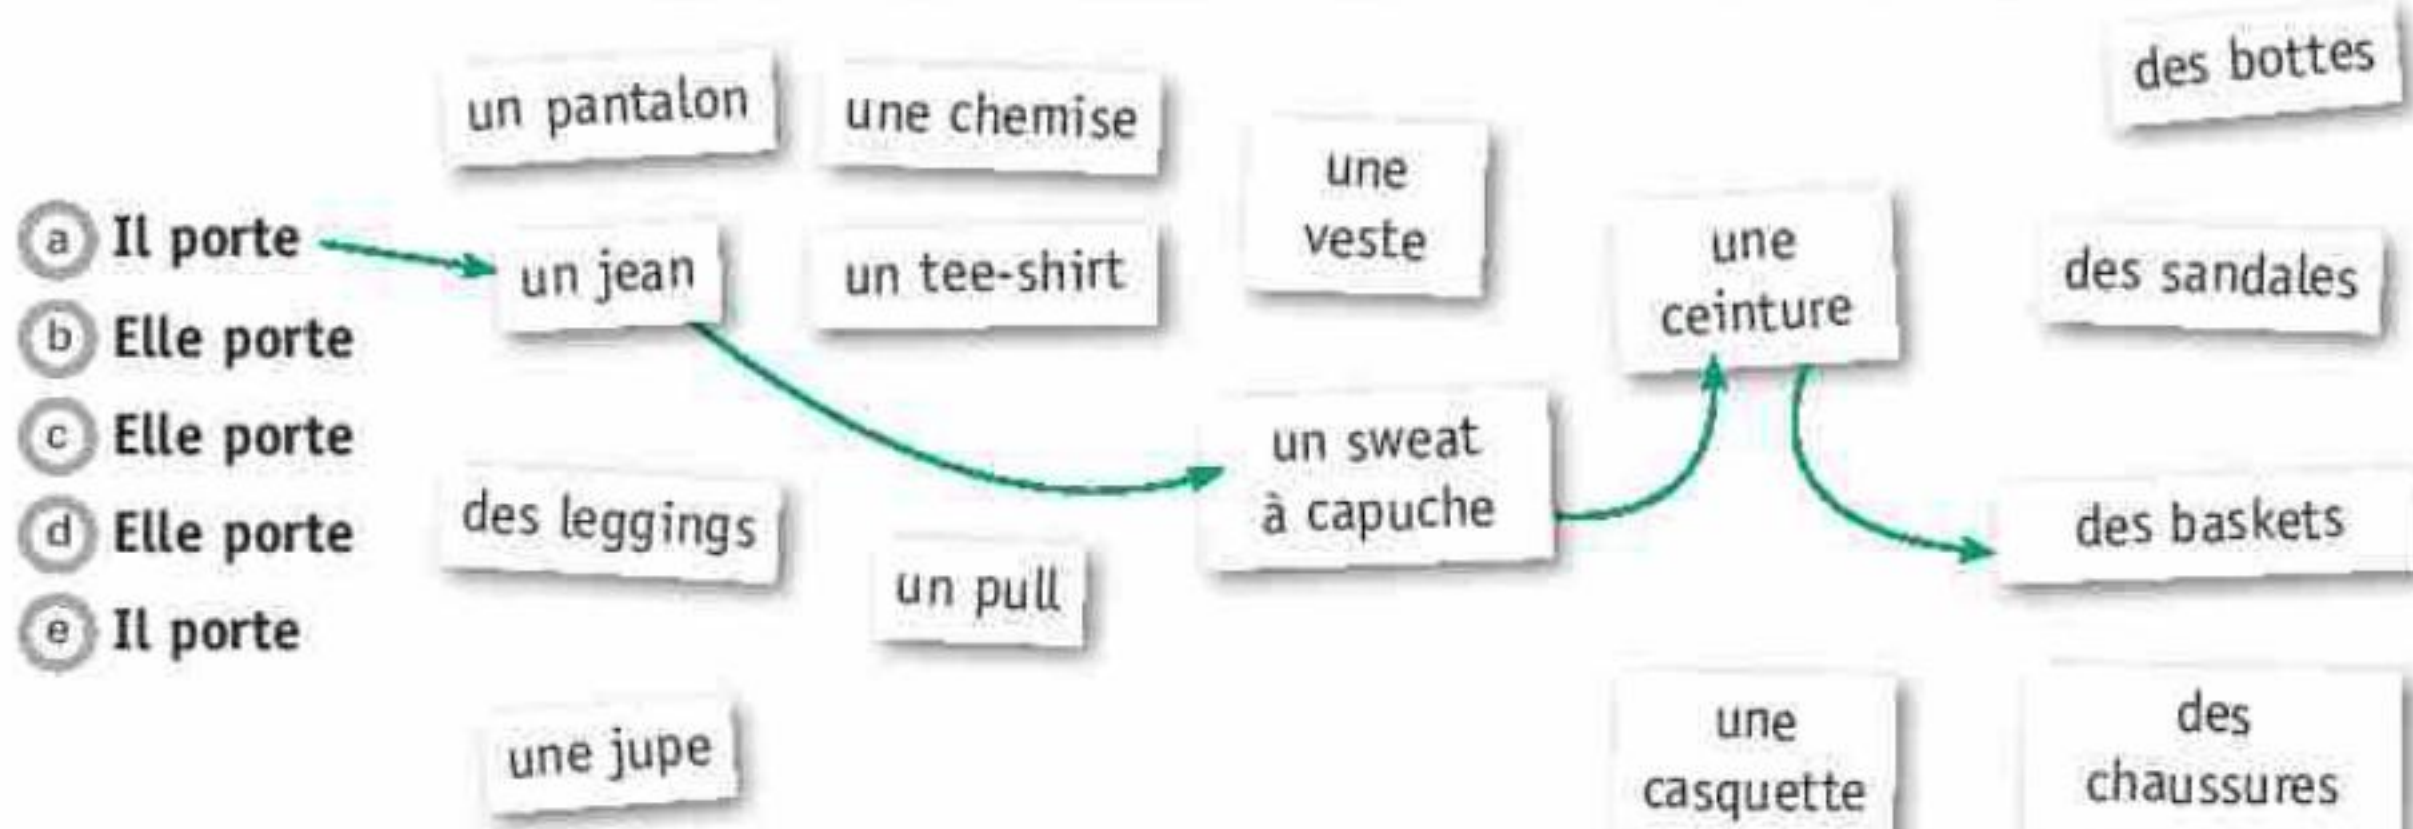 a Il porte
b Elle porte
c Elle porte
d Elle porte
e Il porte
un pantalon
un jean
des leggings
une jupe
une chemise
un tee-shirt
un pull
une
veste
un sweat
à capuche
une
ceinture
une
casquette
des bottes
des sandales
des baskets
des
chaussures